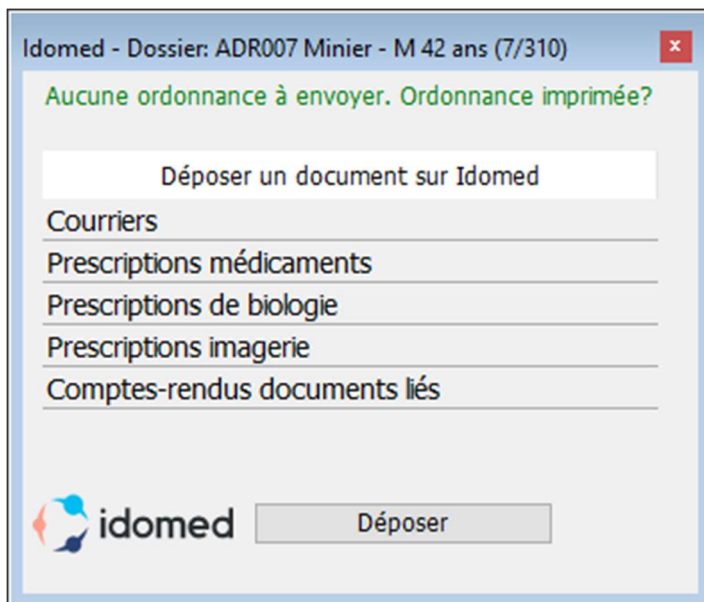 Idomed - Dossier: ADR007 Minier - M 42 ans (7/310)
x
Aucune ordonnance à envoyer. Ordonnance imprimée?
Déposer un document sur Idomed
Courriers
Prescriptions médicaments
Prescriptions de biologie
Prescriptions imagerie
Comptes-rendus documents liés
idomed
Déposer